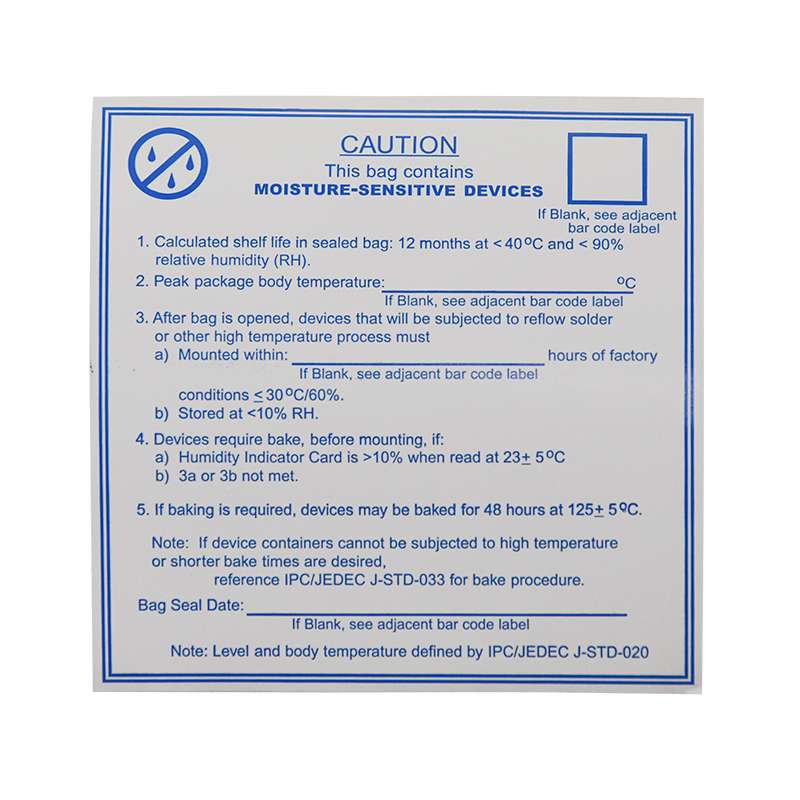 CAUTION
This bag contains
MOISTURE-SENSITIVE DEVICES
If Blank, see adjacent
bar code label
1. Calculated shelf life in sealed bag: 12 months at < 40°C and < 90%
relative humidity (RH).
2. Peak package body temperature: °C
If Blank, see adjacent bar code label
3. After bag is opened, devices that will be subjected to reflow solder
or other high temperature process must
a) Mounted within: hours of factory
If Blank, see adjacent bar code label
conditions ≤ 30°C/60%.
b) Stored at <10% RH.
4. Devices require bake, before mounting, if:
a) Humidity Indicator Card is >10% when read at 23± 5°C
b) 3a or 3b not met.
5. If baking is required, devices may be baked for 48 hours at 125± 5°C.
Note: If device containers cannot be subjected to high temperature
or shorter bake times are desired,
reference IPC/JEDEC J-STD-033 for bake procedure.
Bag Seal Date:
If Blank, see adjacent bar code label
Note: Level and body temperature defined by IPC/JEDEC J-STD-020